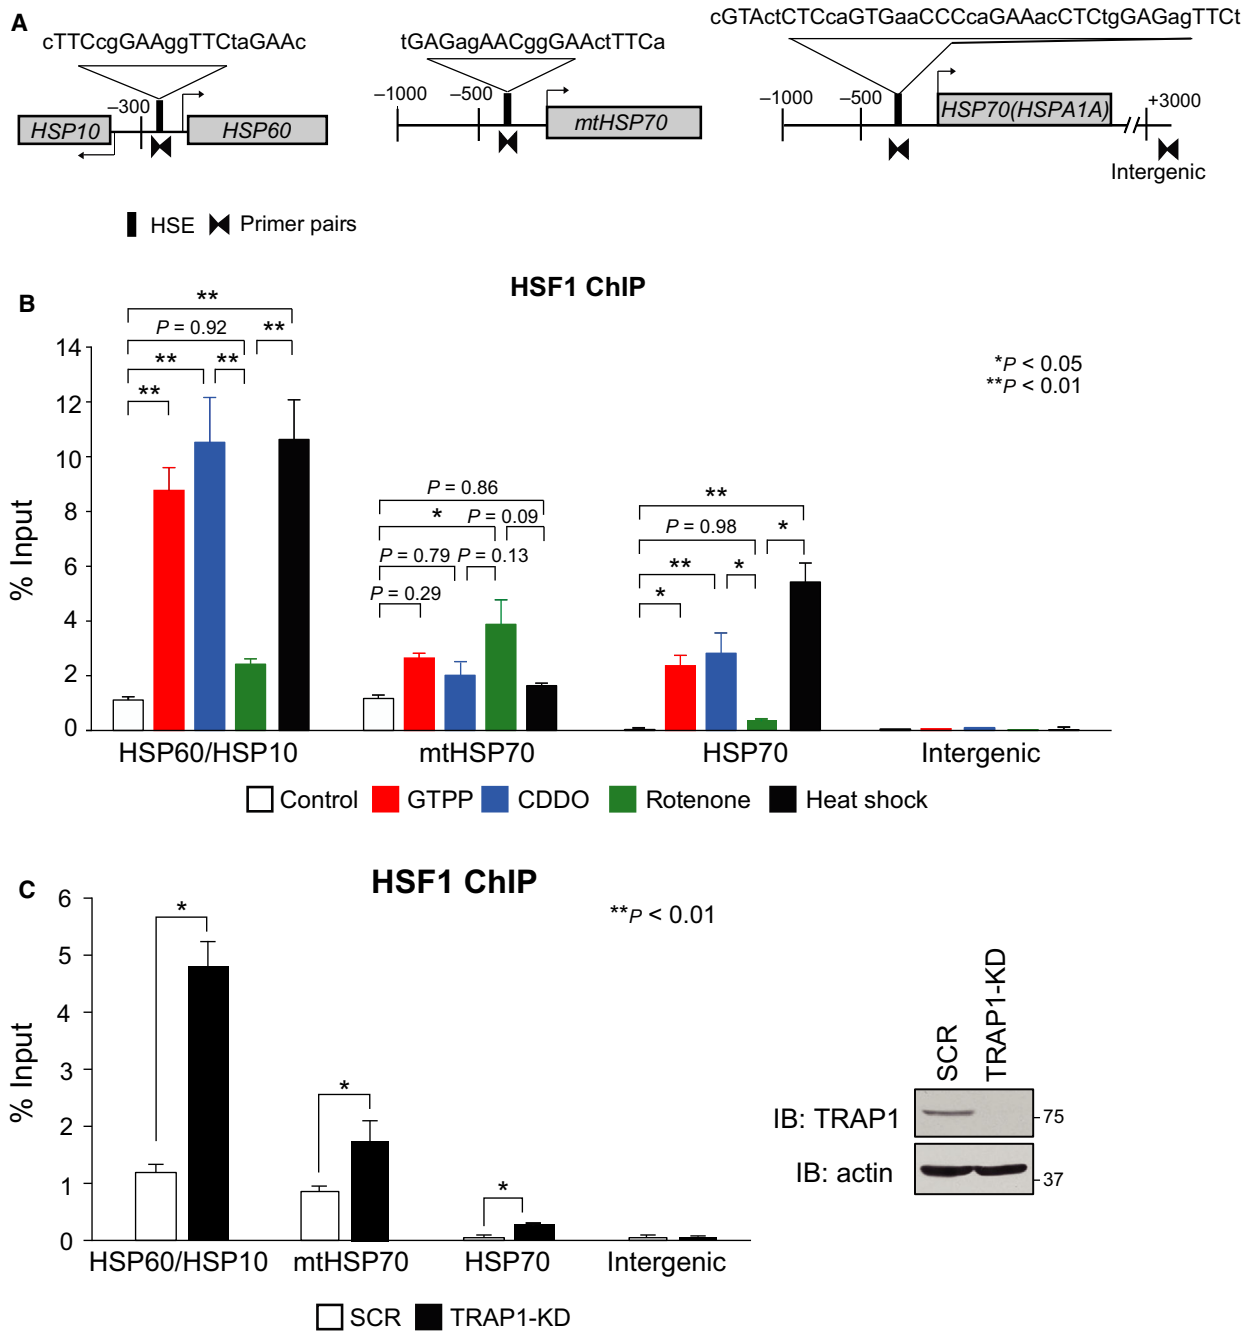 A
cTTCcgGAAggTTCtaGAAc
tGAGagAACggGAActTTCa
cGTActCTCcaGTGaaCCCcaGAAacCTCtgGAGagTTCt
–300
HSP10
HSP60
–1000
–500
mtHSP70
–1000
–500
HSP70(HSPA1A)
+3000
Intergenic
HSE
Primer pairs
B
HSF1 ChIP
*P < 0.05
**P < 0.01
% Input
14
12
10
8
6
4
2
0
**
P = 0.92
**
**
**
**
P = 0.86
*
P = 0.09
P = 0.79
P = 0.13
P = 0.29
**
P = 0.98
*
**
*
*
HSP60/HSP10
mtHSP70
HSP70
Intergenic
Control
GTPP
CDDO
Rotenone
Heat shock
C
HSF1 ChIP
**P < 0.01
% Input
6
5
4
3
2
1
0
*
*
*
HSP60/HSP10
mtHSP70
HSP70
Intergenic
SCR
TRAP1-KD
SCR
TRAP1-KD
IB: TRAP1
75
IB: actin
37